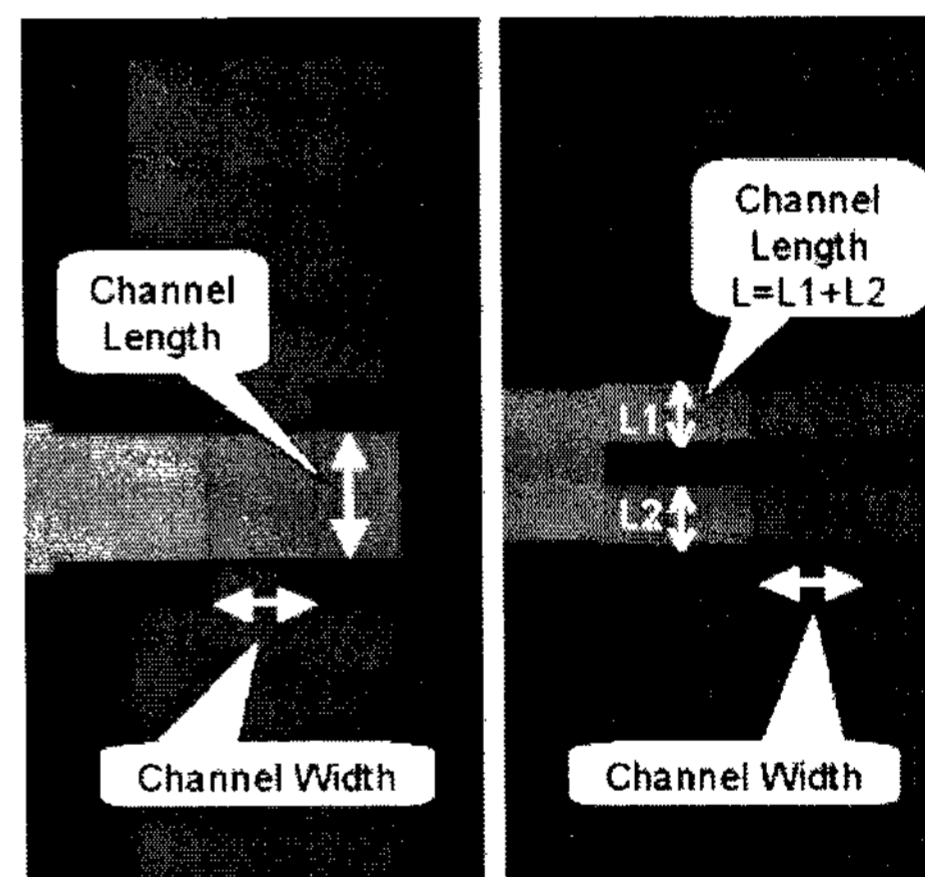 Channel
Length
Channel Width
Channel
Length
L=L1+L2
L1
L2
Channel Width